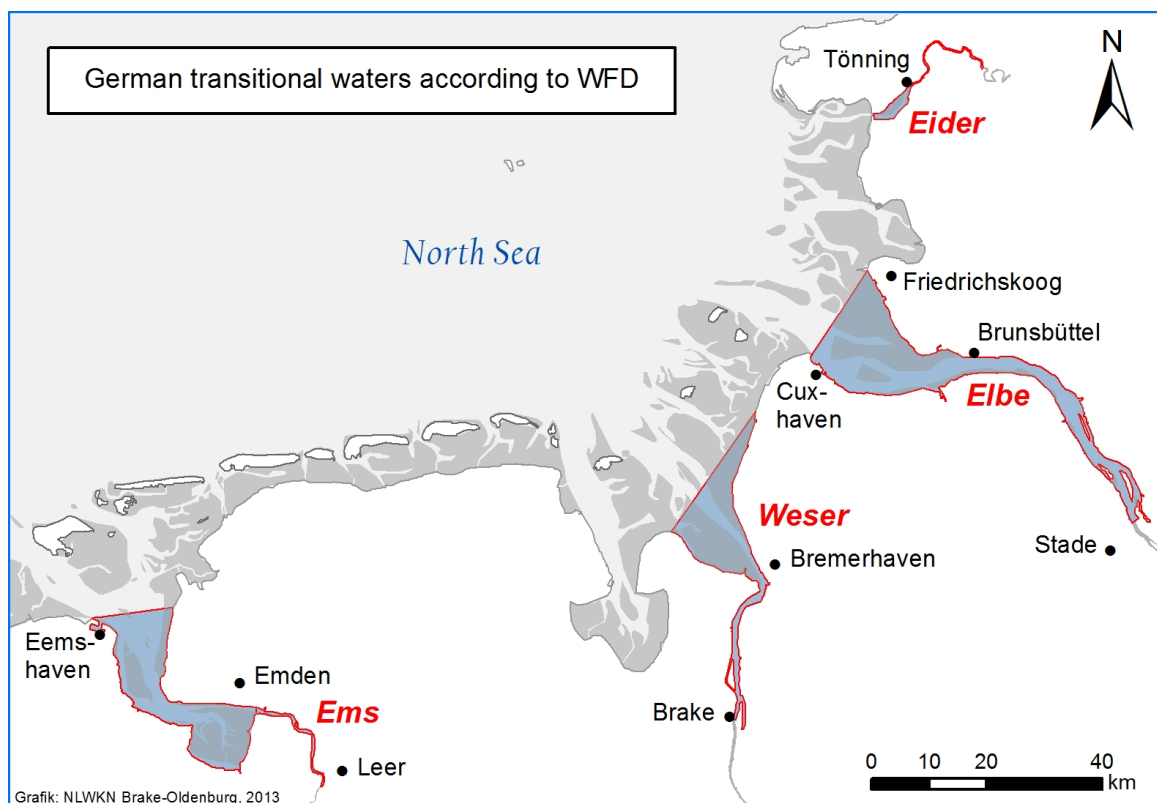 German transitional waters according to WFD
N
Tönning
Eider
North Sea
Friedrichskoog
Brunsbüttel
Cux-
haven
Elbe
Weser
Bremerhaven
Stade
Eems-
haven
Emden
Ems
Brake
Leer
0 10 20 40
km
Grafik: NLWKN Brake-Oldenburg, 2013